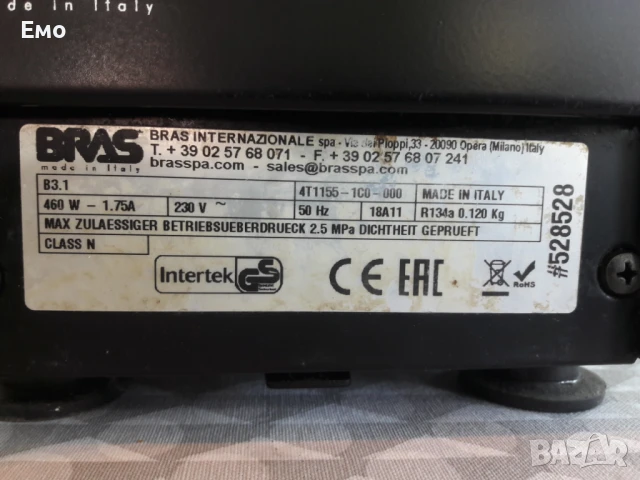 de in Italy
Emo
BRAS
made in Italy
BRAS INTERNAZIONALE spa - Via dei Pioppi,33 - 20090 Opera (Milano) Italy
T. + 39 02 57 68 071 - F. + 39 02 57 68 07 241
brasspa.com - sales@brasspa.com
B3.1 4T1155-1C0-000 MADE IN ITALY
460 W - 1.75A 230 V ~ 50 Hz 18A11 R134a 0.120 Kg
MAX ZULAESSIGER BETRIEBSUEBERDRUECK 2.5 MPa DICHTHEIT GEPRUEFT
CLASS N
#528528
Intertek GS CE EAC RoHS
BAZAR